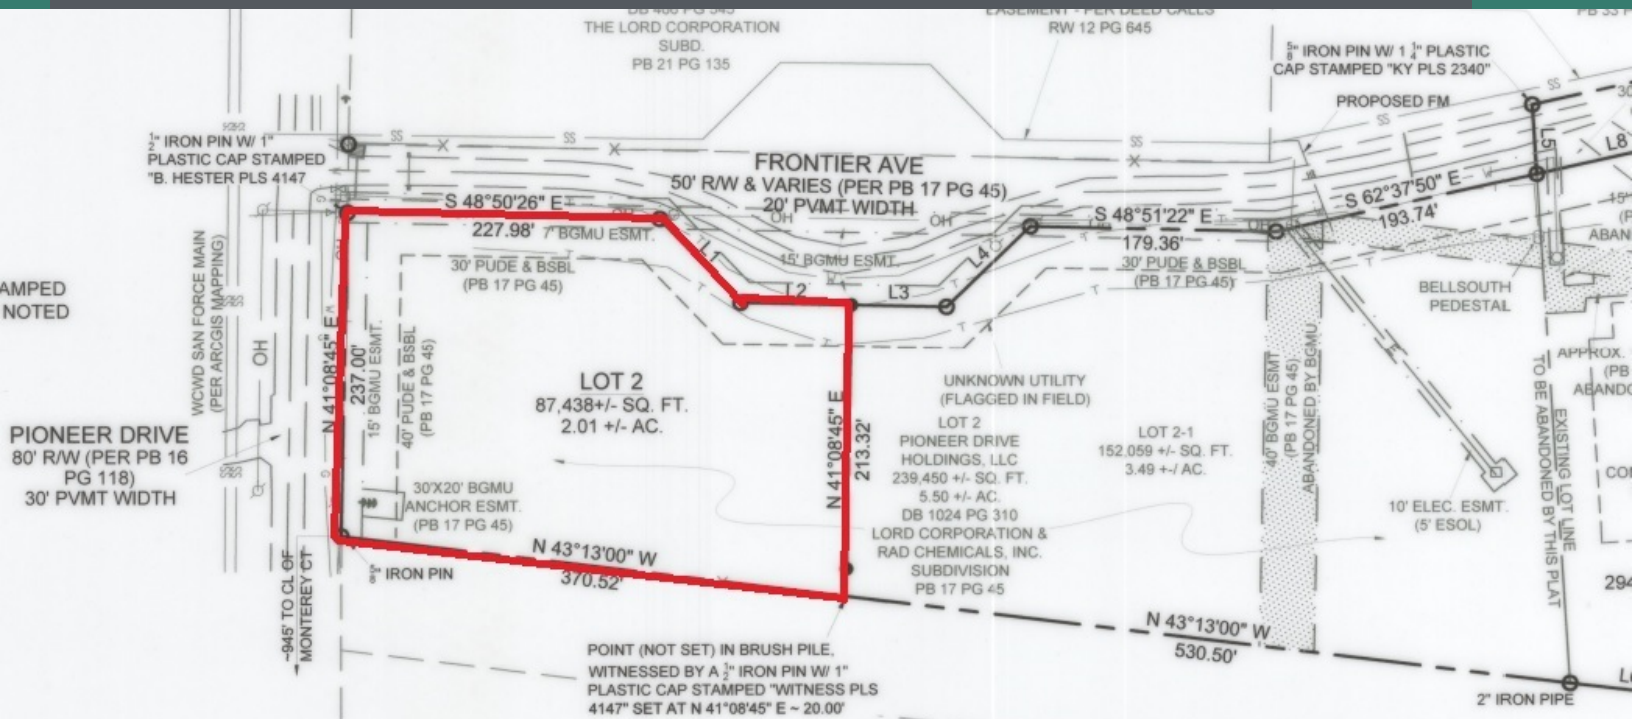 THE LORD CORPORATION
SUBD.
PB 21 PG 135
EASEMENT - PER DEED CALLS
RW 12 PG 645
5/8" IRON PIN W/ 1 1/4" PLASTIC
CAP STAMPED "KY PLS 2340"
PROPOSED FM
1/2" IRON PIN W/ 1"
PLASTIC CAP STAMPED
"B. HESTER PLS 4147
FRONTIER AVE
50' R/W & VARIES (PER PB 17 PG 45)
20' PVMT WIDTH
S 48°50'26" E
227.98'
7' BGMU ESMT.
30' PUDE & BSBL
(PB 17 PG 45)
15' BGMU ESMT.
L1
L2
L3
L4
L5
L8
S 48°51'22" E
179.36'
30' PUDE & BSBL
(PB 17 PG 45)
S 62°37'50" E
193.74'
BELLSOUTH
PEDESTAL
AMPED
NOTED
WCWD SAN FORCE MAIN
(PER ARCGIS MAPPING)
OH
N 41°08'45" E
237.00'
15' BGMU ESMT.
40' PUDE & BSBL
(PB 17 PG 45)
LOT 2
87,438+/- SQ. FT.
2.01 +/- AC.
N 41°08'45" E
213.32'
UNKNOWN UTILITY
(FLAGGED IN FIELD)
LOT 2
PIONEER DRIVE
HOLDINGS, LLC
239,450 +/- SQ. FT.
5.50 +/- AC.
DB 1024 PG 310
LORD CORPORATION &
RAD CHEMICALS, INC.
SUBDIVISION
PB 17 PG 45
LOT 2-1
152,059 +/- SQ. FT.
3.49 +/- AC.
40' BGMU ESMT
(PB 17 PG 45)
ABANDONED BY BGMU
PIONEER DRIVE
80' R/W (PER PB 16
PG 118)
30' PVMT WIDTH
30'X20' BGMU
ANCHOR ESMT.
(PB 17 PG 45)
10' ELEC. ESMT.
(5' ESOL)
EXISTING LOT LINE
TO BE ABANDONED BY THIS PLAT
APPROX.
294
5/8" IRON PIN
~945' TO CL OF
MONTEREY CT
N 43°13'00" W
370.52'
N 43°13'00" W
530.50'
POINT (NOT SET) IN BRUSH PILE,
WITNESSED BY A 1/2" IRON PIN W/ 1"
PLASTIC CAP STAMPED "WITNESS PLS
4147" SET AT N 41°08'45" E ~ 20.00'
2" IRON PIPE